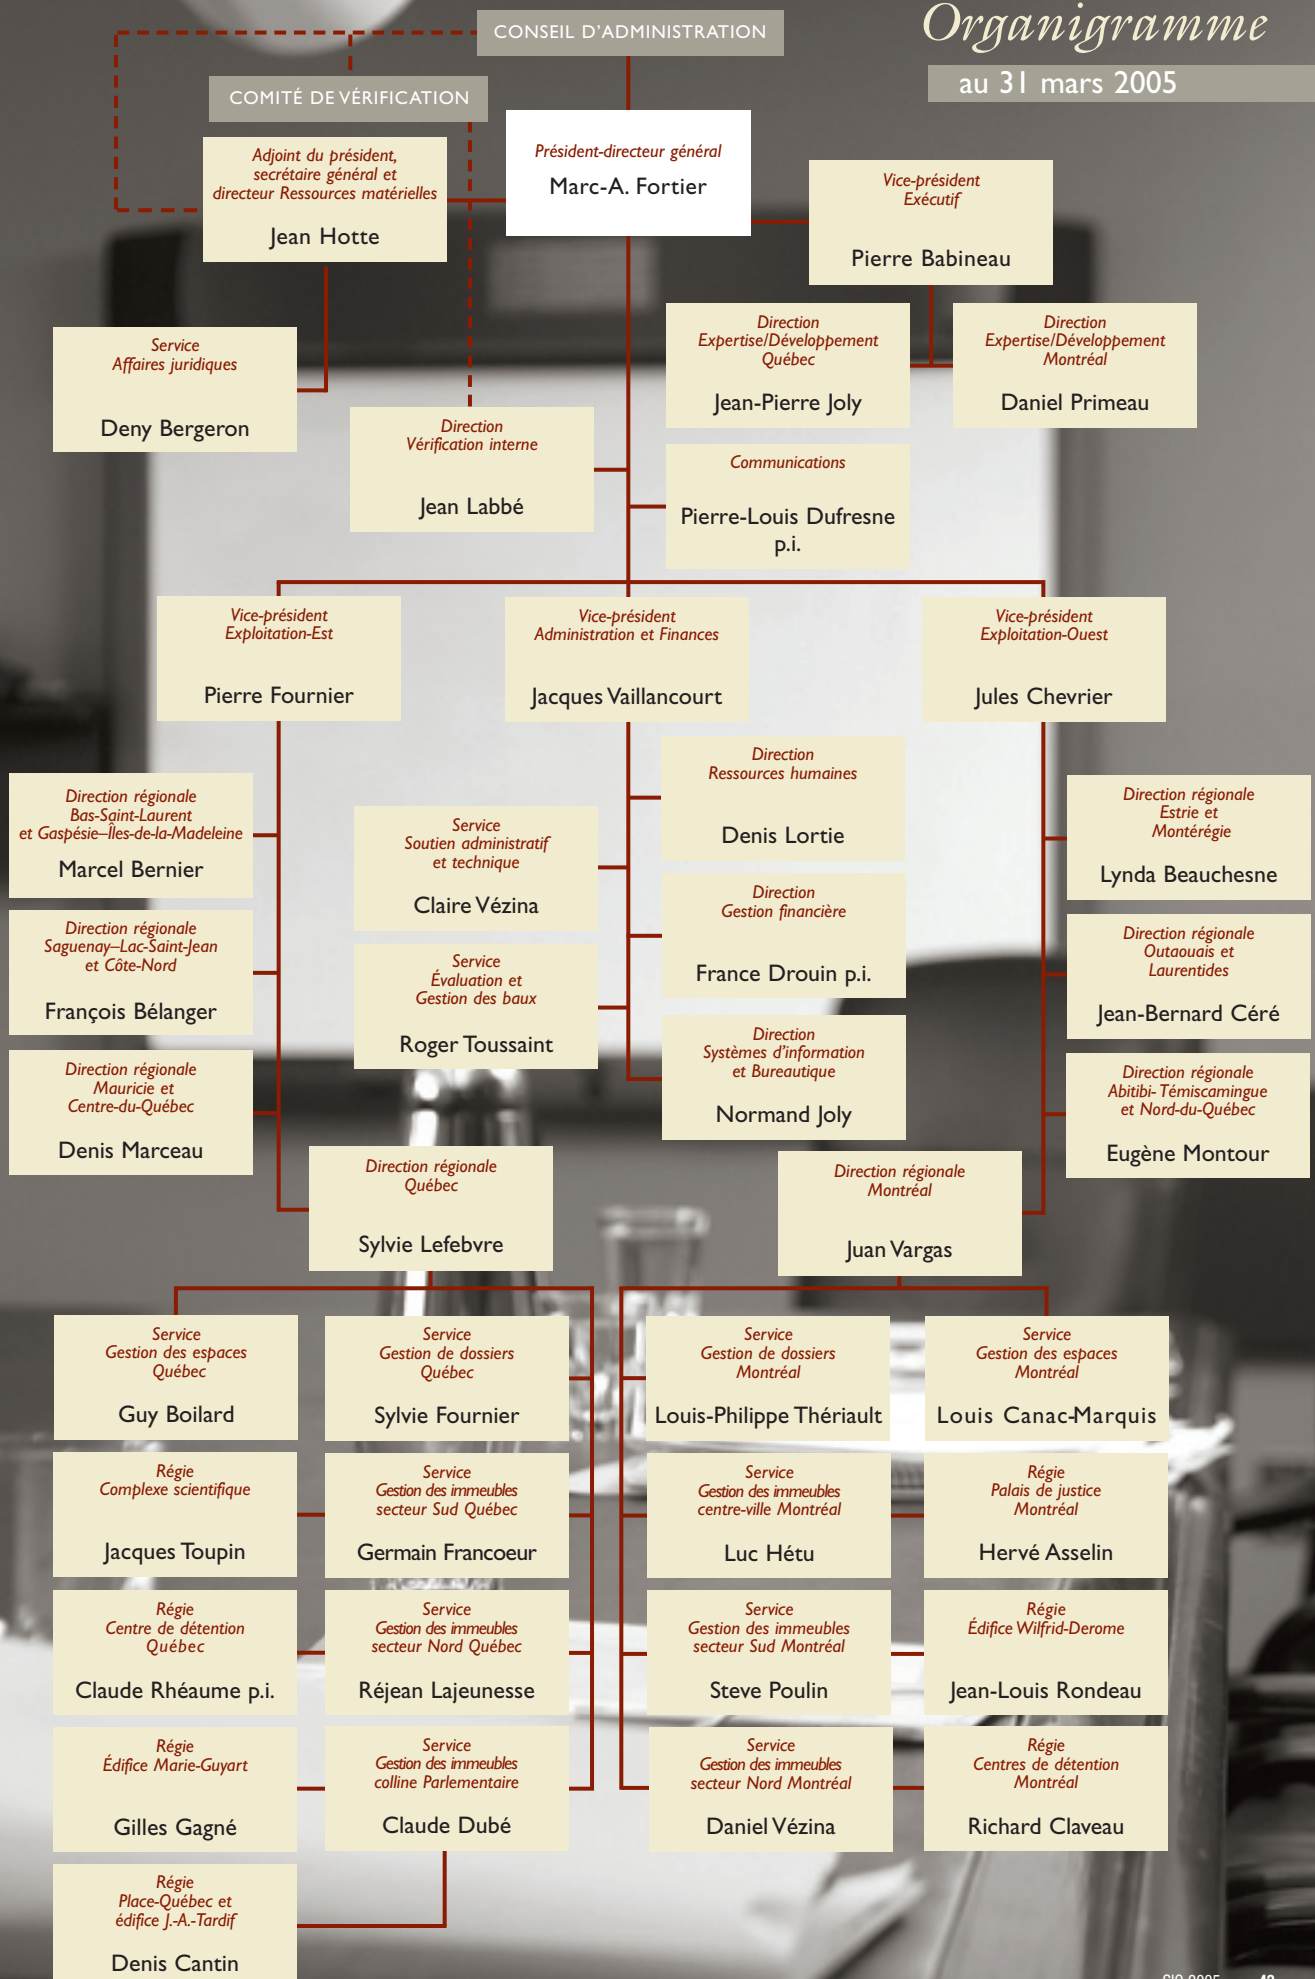 Organigramme
au 31 mars 2005
CONSEIL D'ADMINISTRATION
COMITÉ DE VÉRIFICATION
Président-directeur général
Marc-A. Fortier
Adjoint du président,
secrétaire général et
directeur Ressources matérielles
Jean Hotte
Vice-président
Exécutif
Pierre Babineau
Service
Affaires juridiques
Deny Bergeron
Direction
Expertise/Développement
Québec
Jean-Pierre Joly
Direction
Expertise/Développement
Montréal
Daniel Primeau
Direction
Vérification interne
Jean Labbé
Communications
Pierre-Louis Dufresne
p.i.
Vice-président
Exploitation-Est
Pierre Fournier
Vice-président
Administration et Finances
Jacques Vaillancourt
Vice-président
Exploitation-Ouest
Jules Chevrier
Direction régionale
Bas-Saint-Laurent
et Gaspésie–Îles-de-la-Madeleine
Marcel Bernier
Direction régionale
Saguenay–Lac-Saint-Jean
et Côte-Nord
François Bélanger
Direction régionale
Mauricie et
Centre-du-Québec
Denis Marceau
Service
Soutien administratif
et technique
Claire Vézina
Service
Évaluation et
Gestion des baux
Roger Toussaint
Direction
Ressources humaines
Denis Lortie
Direction
Gestion financière
France Drouin p.i.
Direction
Systèmes d'information
et Bureautique
Normand Joly
Direction régionale
Estrie et
Montérégie
Lynda Beauchesne
Direction régionale
Outaouais et
Laurentides
Jean-Bernard Céré
Direction régionale
Abitibi-Témiscamingue
et Nord-du-Québec
Eugène Montour
Direction régionale
Québec
Sylvie Lefebvre
Direction régionale
Montréal
Juan Vargas
Service
Gestion des espaces
Québec
Guy Boilard
Service
Gestion de dossiers
Québec
Sylvie Fournier
Service
Gestion de dossiers
Montréal
Louis-Philippe Thériault
Service
Gestion des espaces
Montréal
Louis Canac-Marquis
Régie
Complexe scientifique
Jacques Toupin
Service
Gestion des immeubles
secteur Sud Québec
Germain Francoeur
Service
Gestion des immeubles
centre-ville Montréal
Luc Hétu
Régie
Palais de justice
Montréal
Hervé Asselin
Régie
Centre de détention
Québec
Claude Rhéaume p.i.
Service
Gestion des immeubles
secteur Nord Québec
Réjean Lajeunesse
Service
Gestion des immeubles
secteur Sud Montréal
Steve Poulin
Régie
Édifice Wilfrid-Derome
Jean-Louis Rondeau
Régie
Édifice Marie-Guyart
Gilles Gagné
Service
Gestion des immeubles
colline Parlementaire
Claude Dubé
Service
Gestion des immeubles
secteur Nord Montréal
Daniel Vézina
Régie
Centres de détention
Montréal
Richard Claveau
Régie
Place-Québec et
édifice J.-A.-Tardif
Denis Cantin